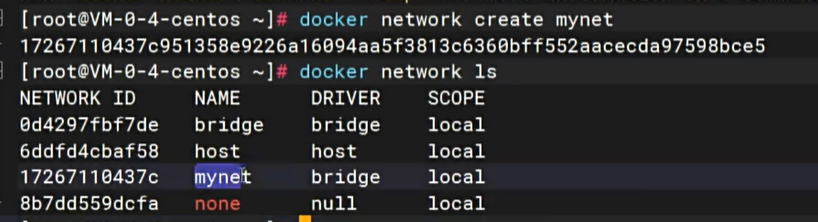 [root@VM-0-4-centos ~]# docker network create mynet
17267110437c951358e9226a16094aa5f3813c6360bff552aacecda97598bce5
[root@VM-0-4-centos ~]# docker network ls
NETWORK ID NAME DRIVER SCOPE
0d4297fbf7de bridge bridge local
6ddfd4cbaf58 host host local
17267110437c mynet bridge local
8b7dd559dcfa none null local